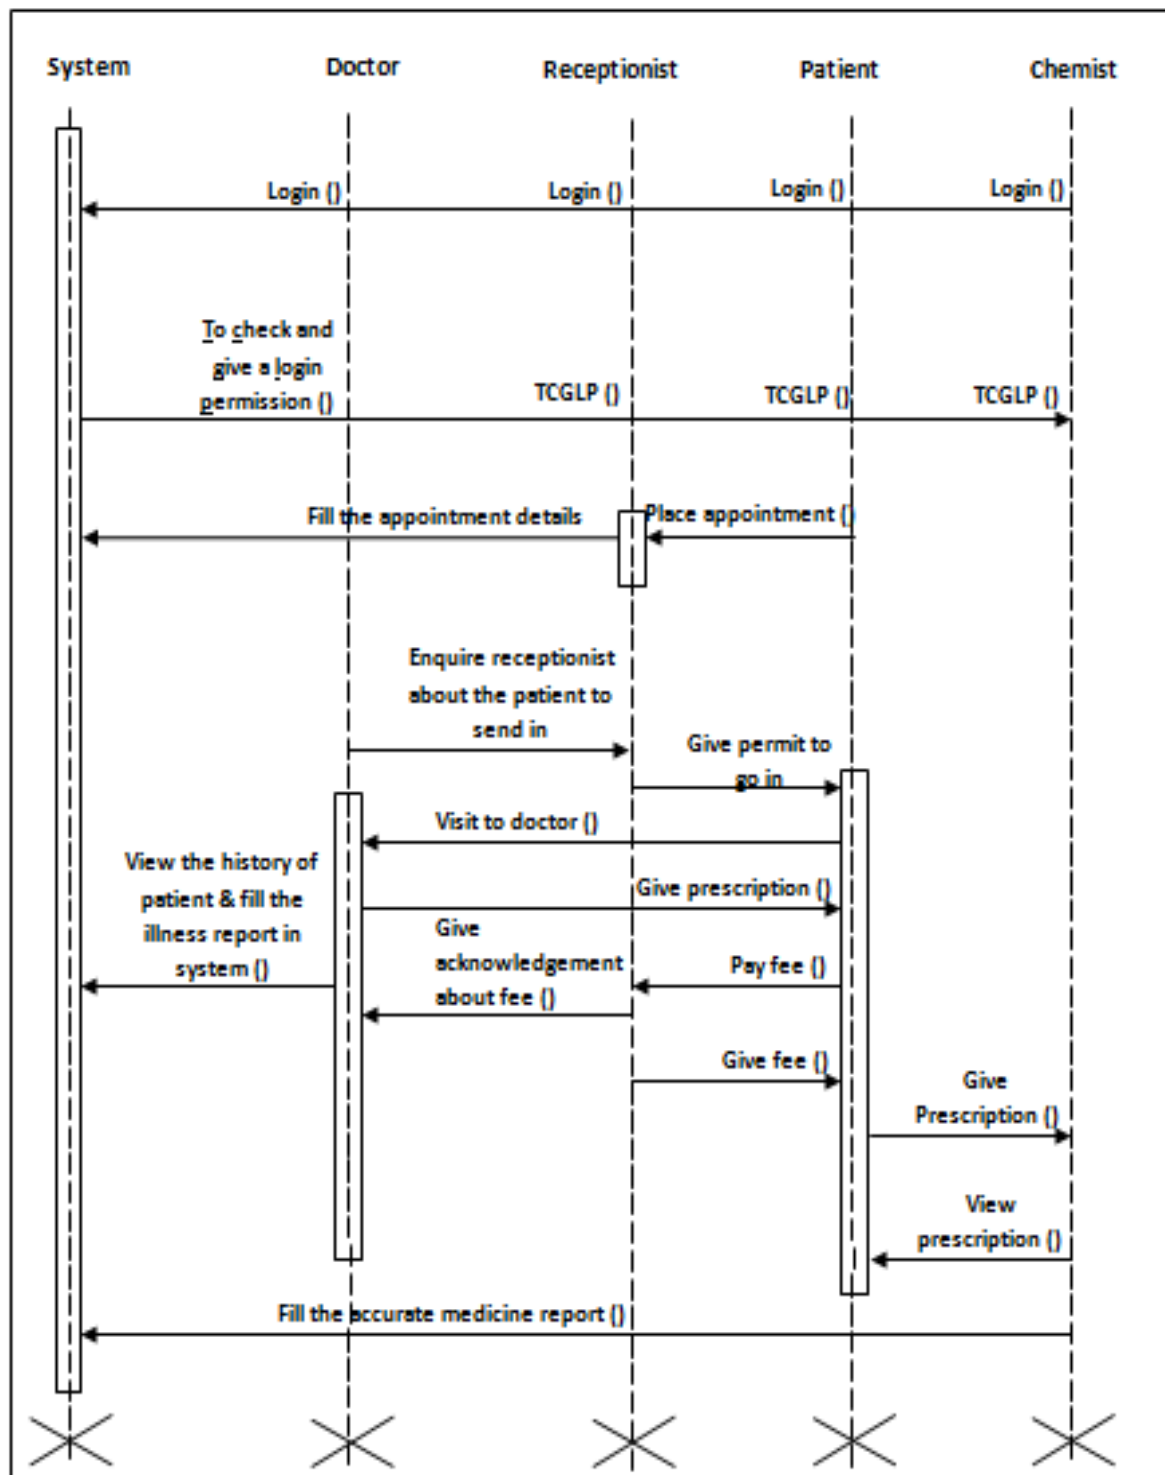 System Doctor Receptionist Patient Chemist
Login () Login () Login () Login ()
To check and
give a login
permission ()
TCGLP () TCGLP () TCGLP ()
Fill the appointment details
Place appointment ()
Enquire receptionist
about the patient to
send in
Give permit to
go in
Visit to doctor ()
View the history of
patient & fill the
illness report in
system ()
Give prescription ()
Give
acknowledgement
about fee ()
Pay fee ()
Give fee ()
Give
Prescription ()
View
prescription ()
Fill the accurate medicine report ()